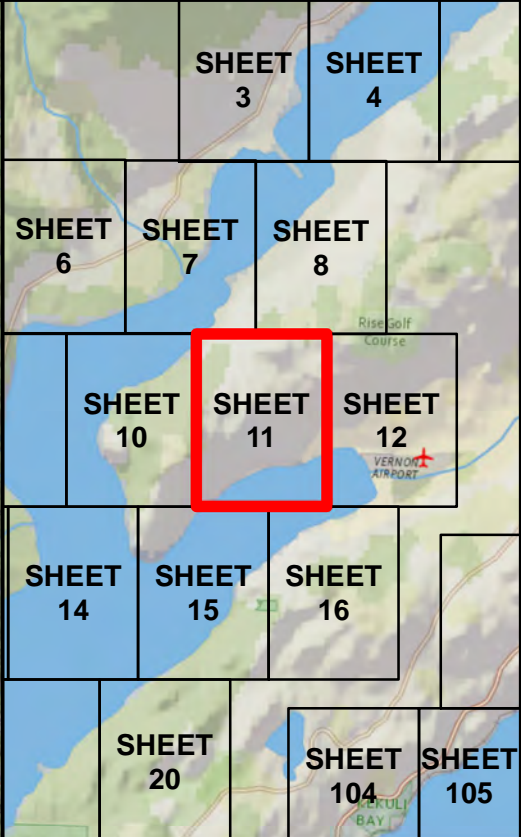 SHEET
3
SHEET
4
SHEET
6
SHEET
7
SHEET
8
Rise Golf
Course
SHEET
10
SHEET
11
SHEET
12
VERNON
AIRPORT
SHEET
14
SHEET
15
SHEET
16
SHEET
20
SHEET
104
SHEET
105
KEKULI
BAY